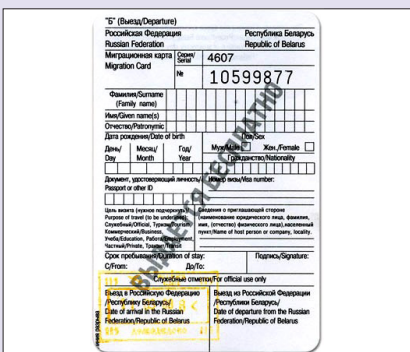 "Б" (Выезд/Departure)
Российская Федерация Республика Беларусь
Russian Federation Republic of Belarus
Миграционная карта Серия/ 4607
Migration Card Serial
№ 10599877
Фамилия/Surname
(Family name)
Имя/Given name(s)
Отчество/Patronymic
Дата рождения/Date of birth Пол/Sex
День/ Месяц/ Год/ Муж/Male Жен./Female
Day Month Year Гражданство/Nationality
Документ, удостоверяющий личность/ Номер визы/Visa number:
Passport or other ID
Цель визита (нужное подчеркнуть)/ Сведения о приглашающей стороне
Purpose of travel (to be underlined): (наименование юридического лица, фамилия,
Служебный/Official, Туризм/Tourism, имя, (отчество) физического лица), населенный
Коммерческий/Business, пункт/Name of host person or company, locality.
Учеба/Education, Работа/Employment,
Частный/Private, Транзит/Transit
Срок пребывания/Duration of stay: Подпись/Signature:
С/From: До/To:
Служебные отметки/For official use only
Въезд в Российскую Федерацию Выезд из Российской Федерации
/Республику Беларусь/ /Республики Беларусь/
Date of arrival in the Russian Date of departure from the Russian
Federation/Republic of Belarus Federation/Republic of Belarus
ВЫДАЕТСЯ БЕСПЛАТНО